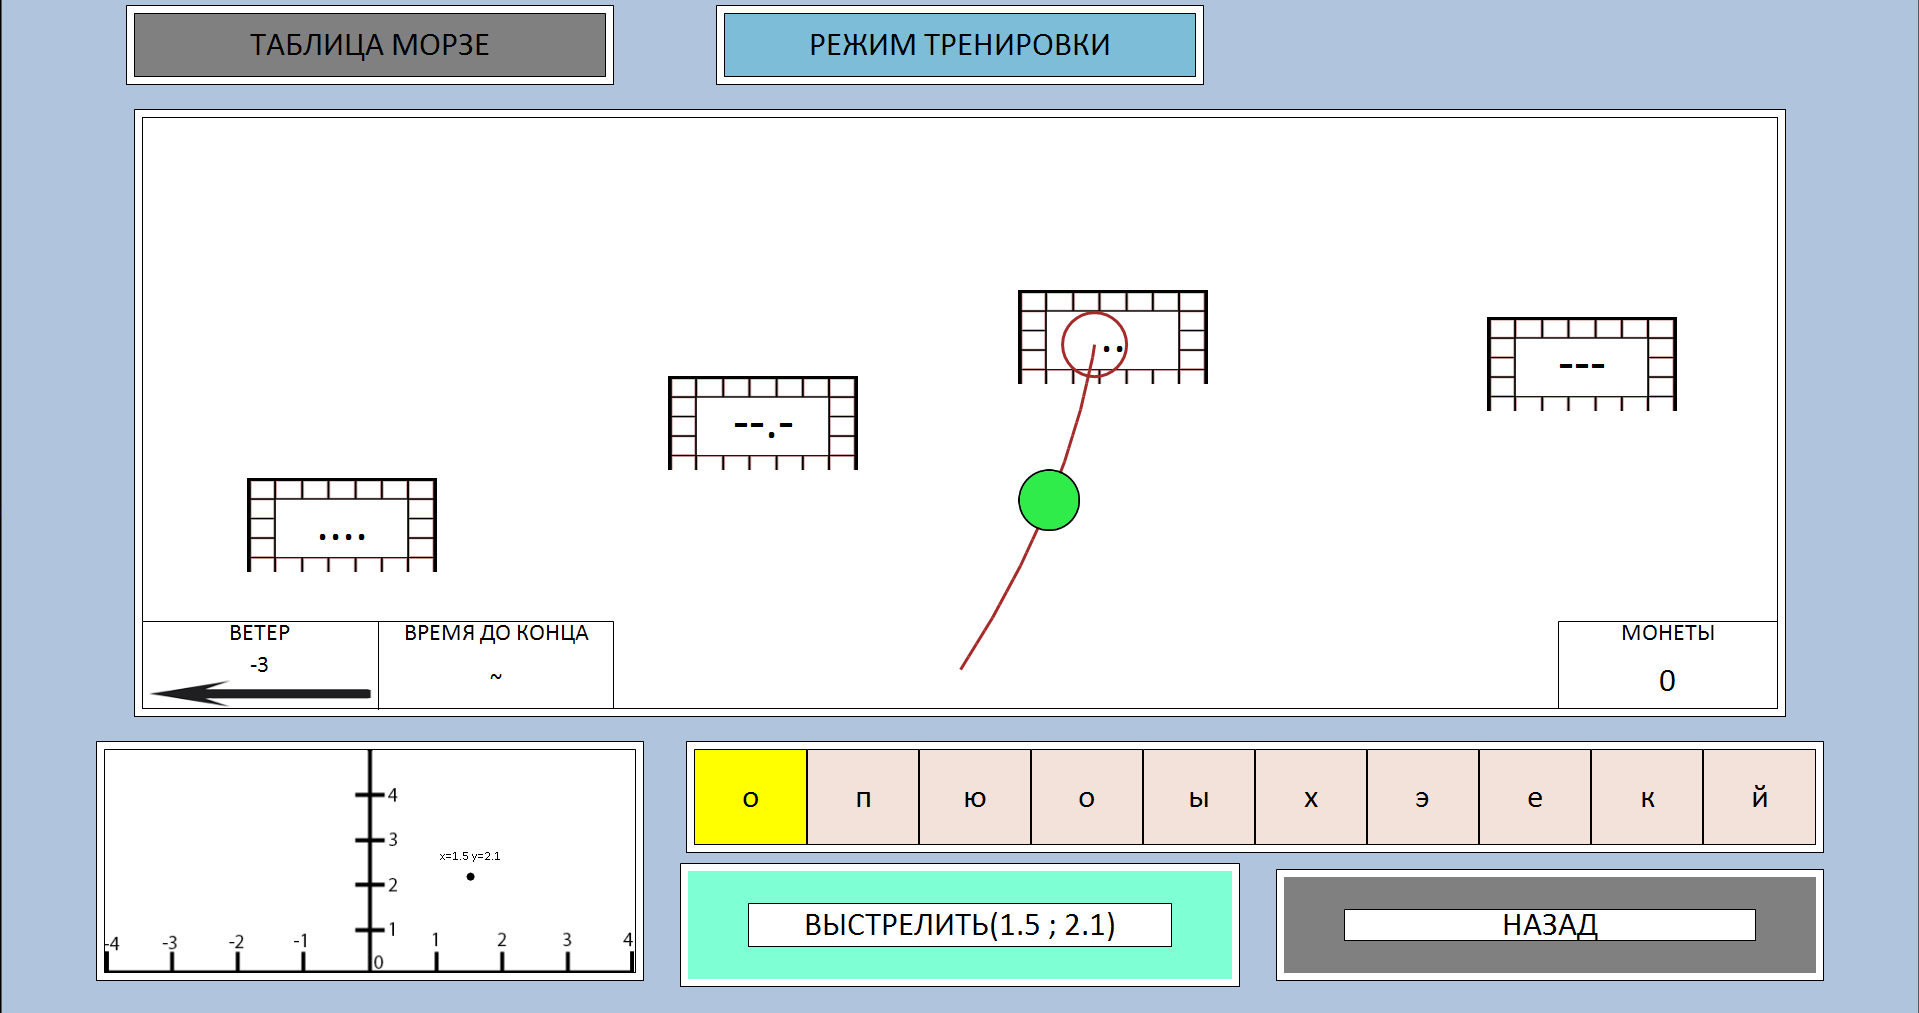 ТАБЛИЦА МОРЗЕ
РЕЖИМ ТРЕНИРОВКИ
..
---
--.-
....
ВЕТЕР
-3
ВРЕМЯ ДО КОНЦА
~
МОНЕТЫ
0
4
3
2
1
0
-4 -3 -2 -1 1 2 3 4
x=1.5 y=2.1
о п ю о ы х э е к й
ВЫСТРЕЛИТЬ(1.5 ; 2.1)
НАЗАД